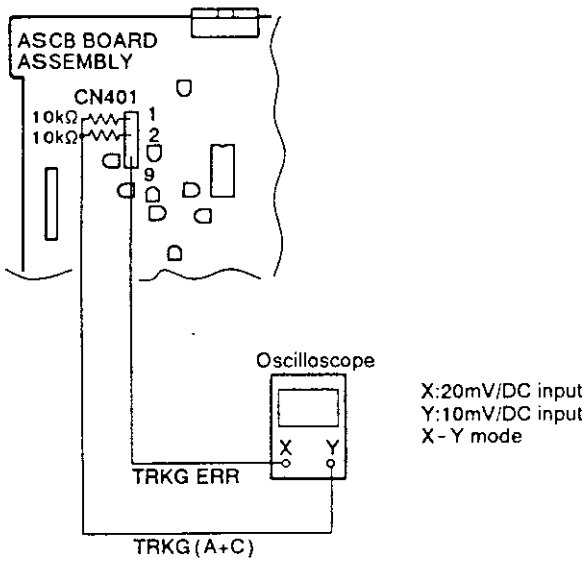 ASCB BOARD
ASSEMBLY
CN401
10kΩ 1
10kΩ 2
9
Oscilloscope
X:20mV/DC input
Y:10mV/DC input
X-Y mode
X Y
TRKG ERR
TRKG (A+C)